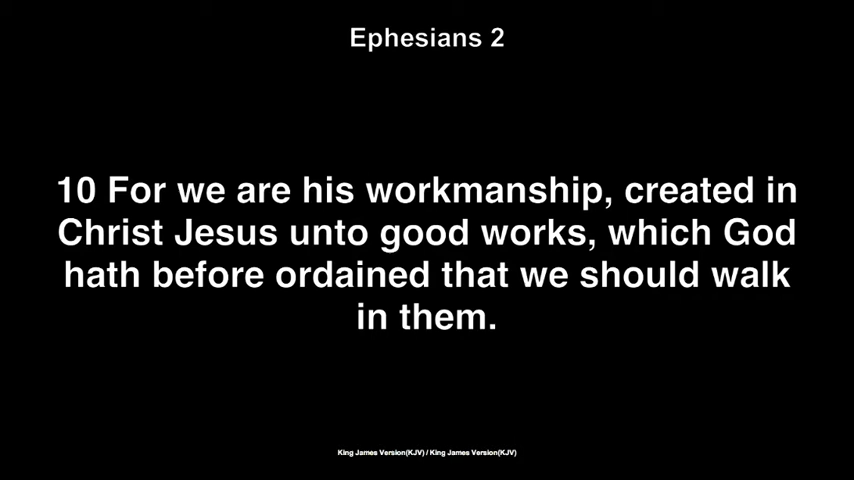 Ephesians 2
10 For we are his workmanship, created in
Christ Jesus unto good works, which God
hath before ordained that we should walk
in them.
King James Version(KJV) / King James Version(KJV)